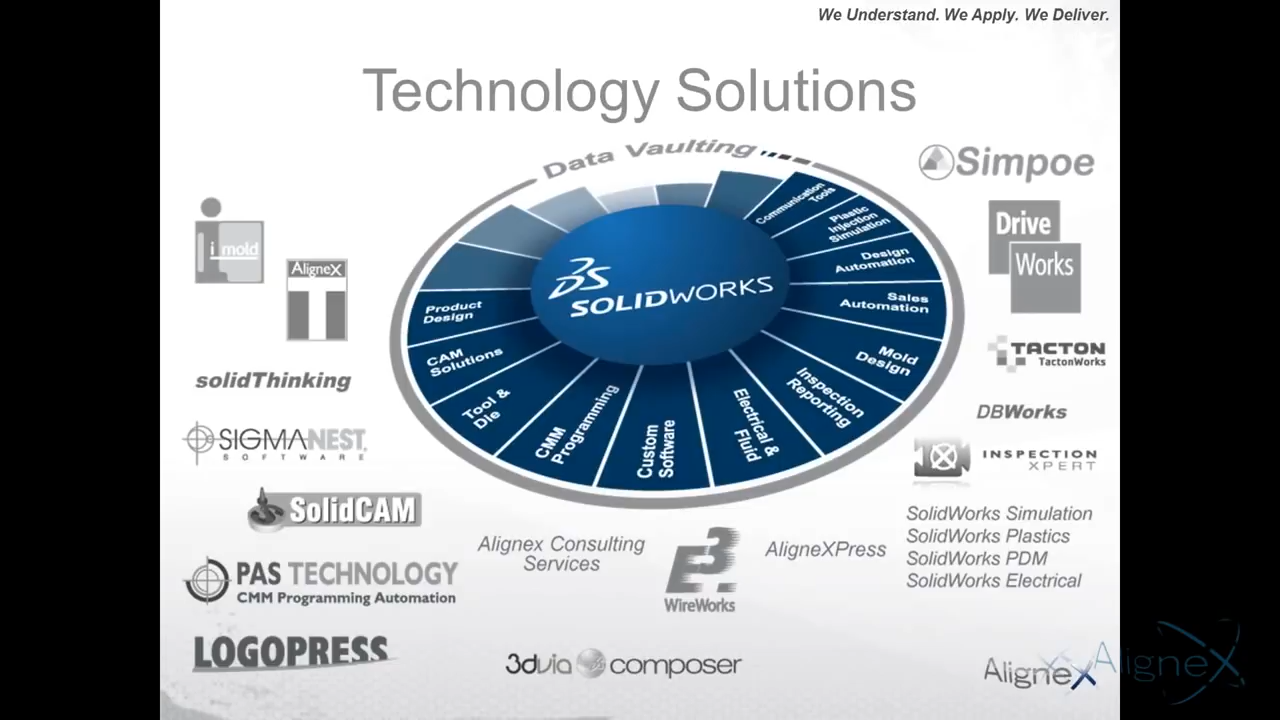 We Understand. We Apply. We Deliver.
Technology Solutions
Data Vaulting
Communication
Tools
Plastic
Injection
Simulation
Design
Automation
Sales
Automation
Mold
Design
Inspection
Reporting
Electrical &
Fluid
Custom
Software
CMM
Programming
Tool &
Die
CAM
Solutions
Product
Design
SOLIDWORKS
i mold
AligneX
T
solidThinking
SIGMANEST
SOFTWARE
SolidCAM
PAS TECHNOLOGY
CMM Programming Automation
LOGOPRESS
Alignex Consulting
Services
E3.
WireWorks
AligneXPress
3dvia composer
Simpoe
Drive
Works
TACTON
TactonWorks
DBWorks
INSPECTION
XPERT
SolidWorks Simulation
SolidWorks Plastics
SolidWorks PDM
SolidWorks Electrical
AligneX
AligneX